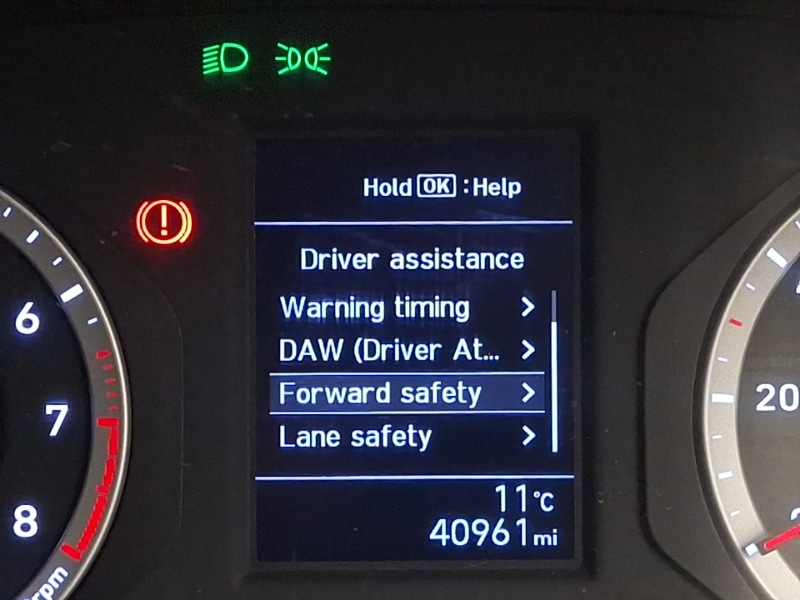 Hold OK : Help
Driver assistance
Warning timing >
DAW (Driver At... >
Forward safety >
Lane safety >
11°C
40961mi
6
7
8
rpm
20